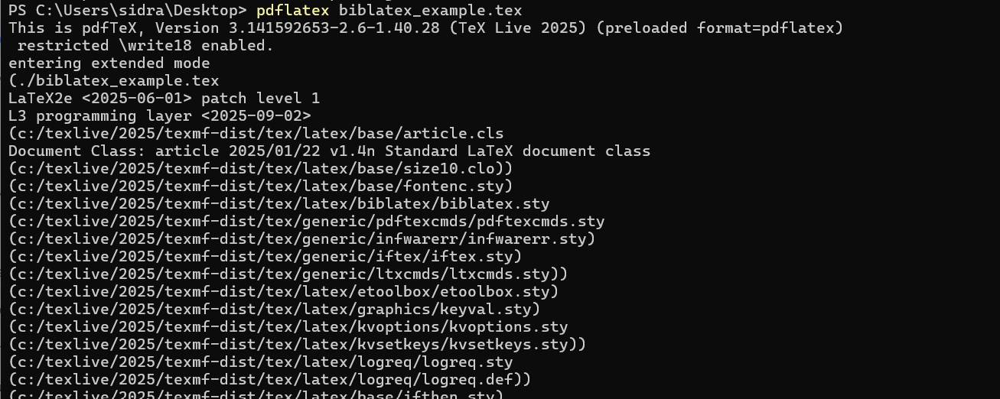 PS C:\Users\sidra\Desktop> pdflatex biblatex_example.tex
This is pdfTeX, Version 3.141592653-2.6-1.40.28 (TeX Live 2025) (preloaded format=pdflatex)
 restricted \write18 enabled.
entering extended mode
(./biblatex_example.tex
LaTeX2e <2025-06-01> patch level 1
L3 programming layer <2025-09-02>
(c:/texlive/2025/texmf-dist/tex/latex/base/article.cls
Document Class: article 2025/01/22 v1.4n Standard LaTeX document class
(c:/texlive/2025/texmf-dist/tex/latex/base/size10.clo))
(c:/texlive/2025/texmf-dist/tex/latex/base/fontenc.sty)
(c:/texlive/2025/texmf-dist/tex/latex/biblatex/biblatex.sty
(c:/texlive/2025/texmf-dist/tex/generic/pdftexcmds/pdftexcmds.sty
(c:/texlive/2025/texmf-dist/tex/generic/infwarerr/infwarerr.sty)
(c:/texlive/2025/texmf-dist/tex/generic/iftex/iftex.sty)
(c:/texlive/2025/texmf-dist/tex/generic/ltxcmds/ltxcmds.sty))
(c:/texlive/2025/texmf-dist/tex/latex/etoolbox/etoolbox.sty)
(c:/texlive/2025/texmf-dist/tex/latex/graphics/keyval.sty)
(c:/texlive/2025/texmf-dist/tex/latex/kvoptions/kvoptions.sty
(c:/texlive/2025/texmf-dist/tex/latex/kvsetkeys/kvsetkeys.sty))
(c:/texlive/2025/texmf-dist/tex/latex/logreq/logreq.sty
(c:/texlive/2025/texmf-dist/tex/latex/logreq/logreq.def))
(c:/texlive/2025/texmf-dist/tex/latex/base/ifthen.sty)